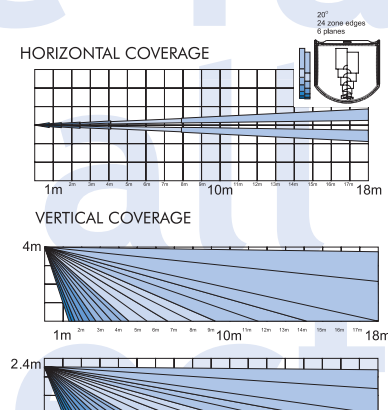 20°
24 zone edges
6 planes
HORIZONTAL COVERAGE
1m 2m 3m 4m 5m 6m 7m 8m 9m 10m 11m 12m 13m 14m 15m 16m 17m 18m
VERTICAL COVERAGE
4m
1m 2m 3m 4m 5m 6m 7m 8m 9m 10m 11m 12m 13m 14m 15m 16m 17m 18m
2.4m